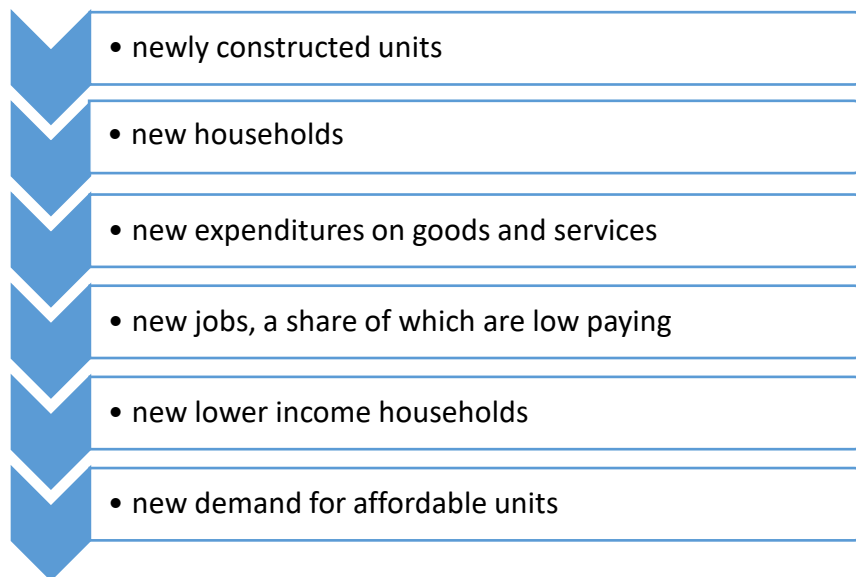 • newly constructed units
• new households
• new expenditures on goods and services
• new jobs, a share of which are low paying
• new lower income households
• new demand for affordable units